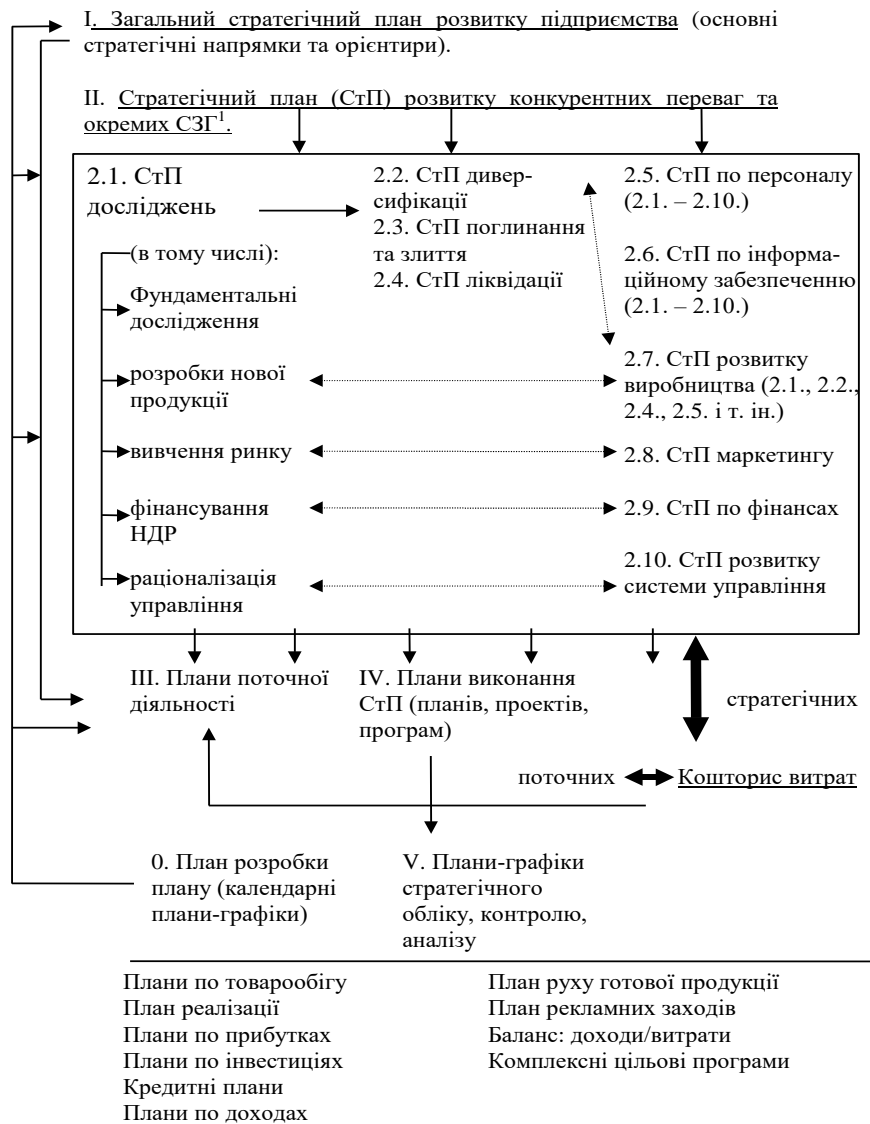 I. Загальний стратегічний план розвитку підприємства (основні
стратегічні напрямки та орієнтири).
II. Стратегічний план (СтП) розвитку конкурентних переваг та
окремих СЗГ¹.
2.1. СтП
досліджень
(в тому числі):
Фундаментальні
дослідження
розробки нової
продукції
вивчення ринку
фінансування
НДР
раціоналізація
управління
2.2. СтП дивер-
сифікації
2.3. СтП поглинання
та злиття
2.4. СтП ліквідації
2.5. СтП по персоналу
(2.1. – 2.10.)
2.6. СтП по інформа-
ційному забезпеченню
(2.1. – 2.10.)
2.7. СтП розвитку
виробництва (2.1., 2.2.,
2.4., 2.5. і т. ін.)
2.8. СтП маркетингу
2.9. СтП по фінансах
2.10. СтП розвитку
системи управління
III. Плани поточної
діяльності
IV. Плани виконання
СтП (планів, проектів,
програм)
стратегічних
поточних
Кошторис витрат
0. План розробки
плану (календарні
плани-графіки)
V. Плани-графіки
стратегічного
обліку, контролю,
аналізу
Плани по товарообігу
План реалізації
Плани по прибутках
Плани по інвестиціях
Кредитні плани
Плани по доходах
План руху готової продукції
План рекламних заходів
Баланс: доходи/витрати
Комплексні цільові програми